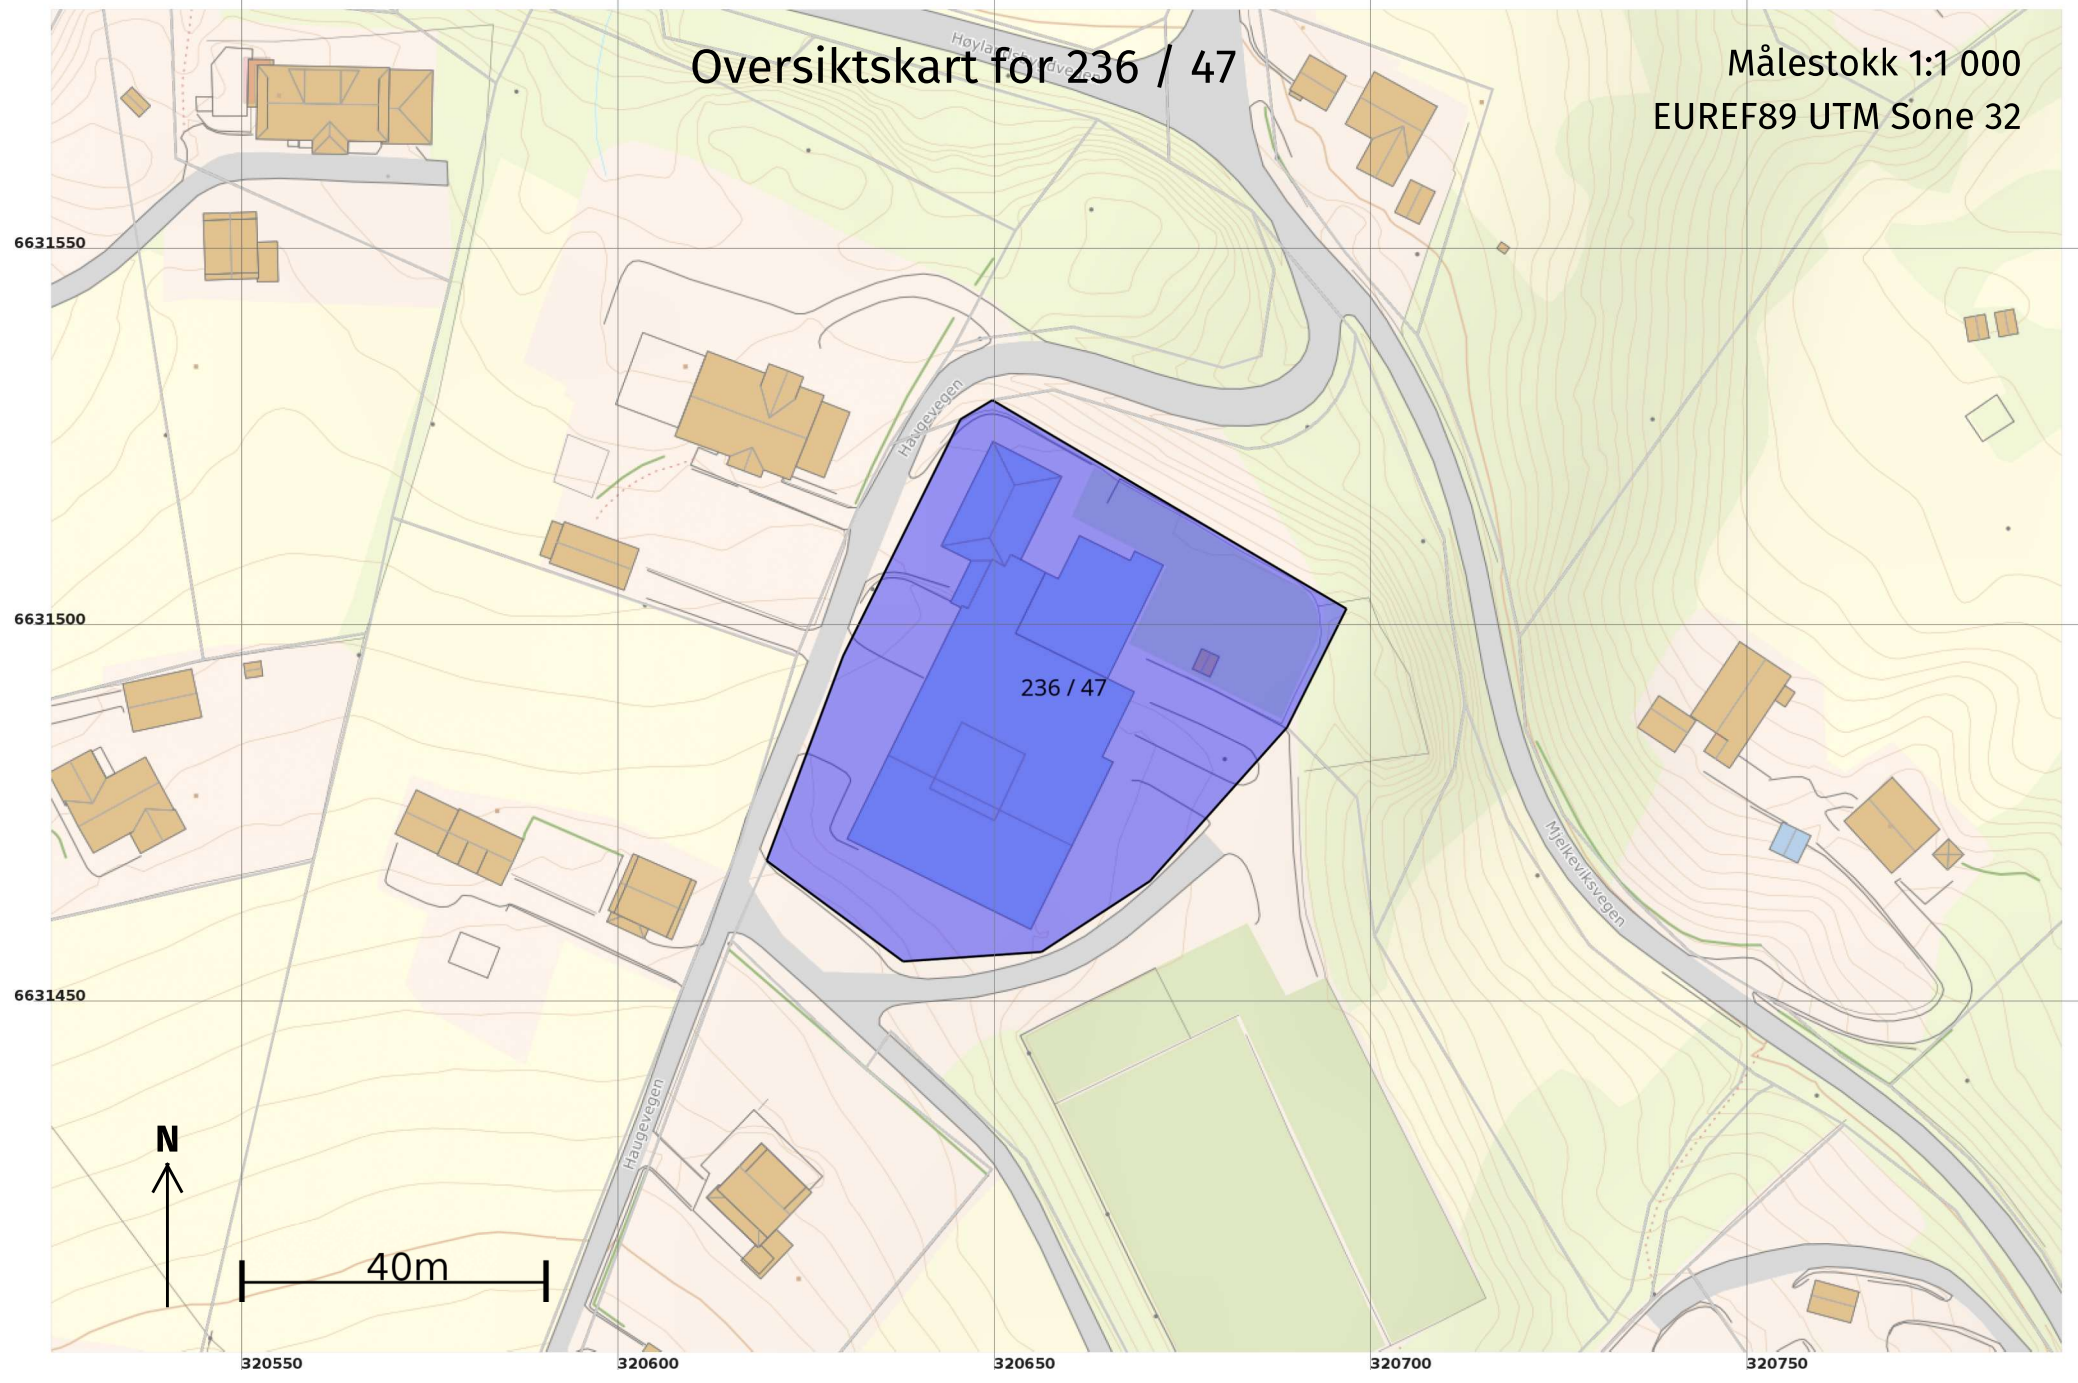 Høylandsbygdvegen
Oversiktskart for 236 / 47
Målestokk 1:1 000
EUREF89 UTM Sone 32
6631550
Haugevegen
6631500
236 / 47
Mjelkeviksvegen
6631450
Haugevegen
N
40m
320550
320600
320650
320700
320750